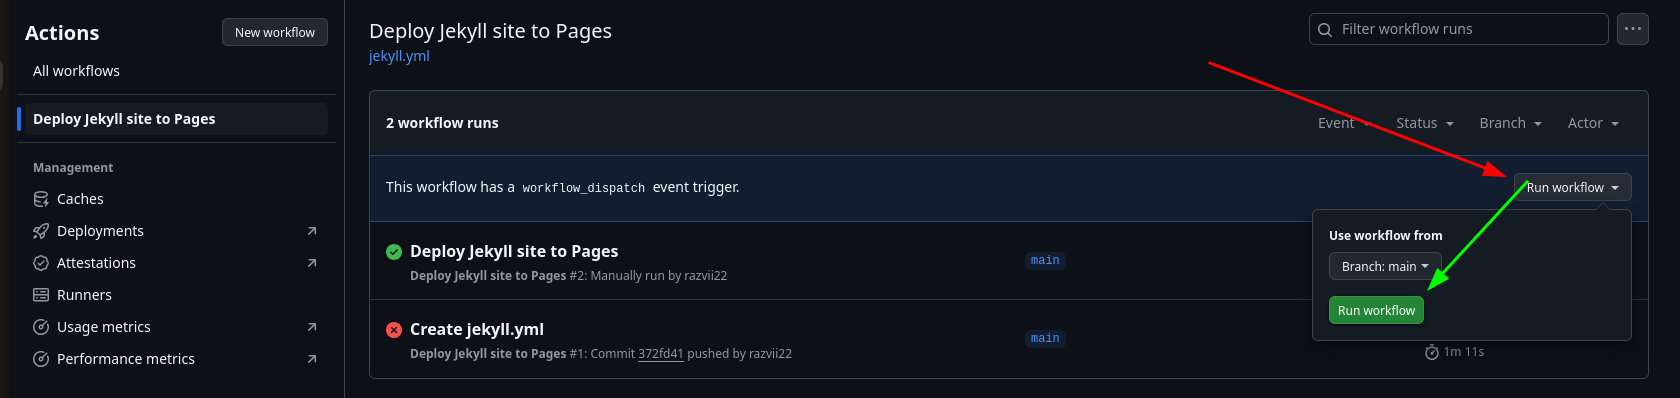 Actions
New workflow
All workflows
Deploy Jekyll site to Pages
Management
Caches
Deployments
Attestations
Runners
Usage metrics
Performance metrics
Deploy Jekyll site to Pages
jekyll.yml
Filter workflow runs
2 workflow runs
Event Status Branch Actor
This workflow has a workflow_dispatch event trigger.
Run workflow
Use workflow from
Branch: main
Run workflow
Deploy Jekyll site to Pages
Deploy Jekyll site to Pages #2: Manually run by razvii22
main
Create jekyll.yml
Deploy Jekyll site to Pages #1: Commit 372fd41 pushed by razvii22
main
1m 11s